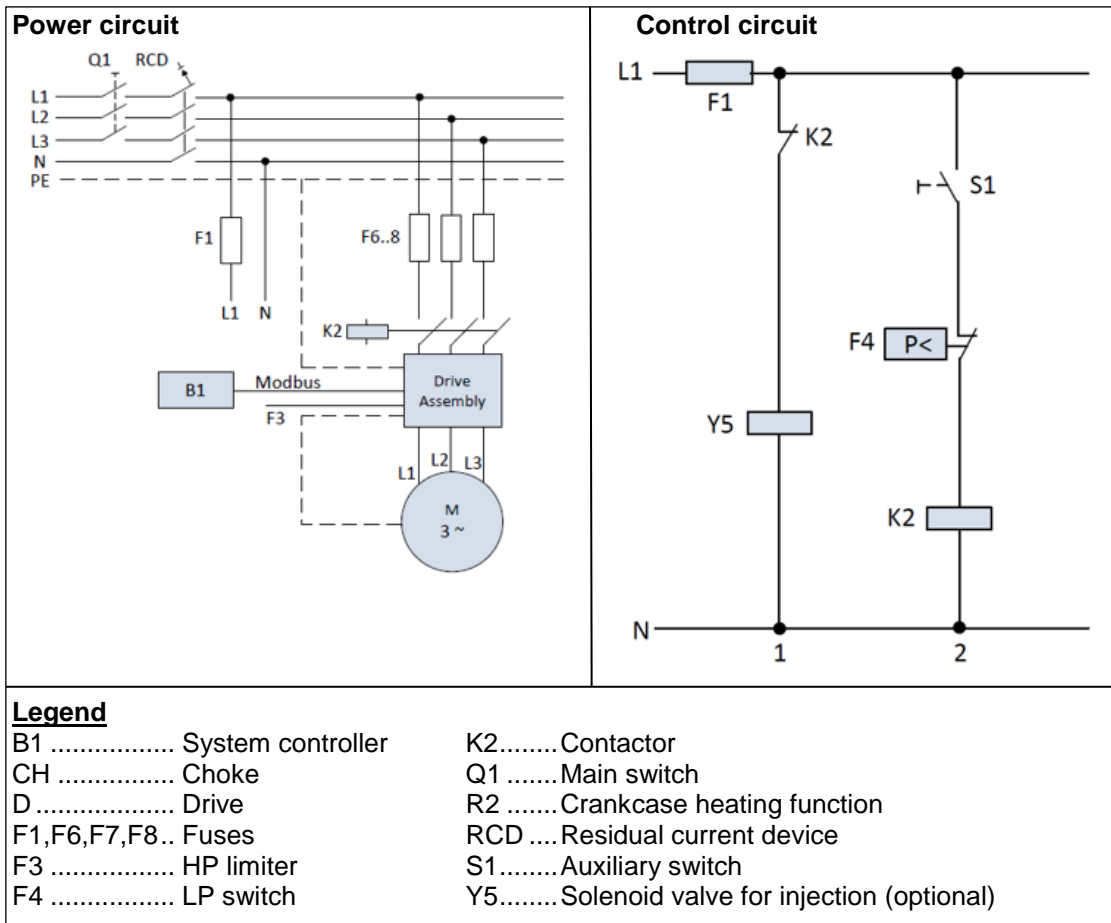 Power circuit
Q1 RCD
L1
L2
L3
N
PE
F1
F6..8
L1 N
K2
B1
Modbus
Drive
Assembly
F3
L1 L2 L3
M
3 ~
Control circuit
L1
F1
K2
S1
F4 P<
Y5
K2
N
1 2
Legend
B1 ................. System controller
CH ................ Choke
D ................... Drive
F1,F6,F7,F8.. Fuses
F3 ................. HP limiter
F4 ................. LP switch
K2........Contactor
Q1 .......Main switch
R2 .......Crankcase heating function
RCD ....Residual current device
S1........Auxiliary switch
Y5........Solenoid valve for injection (optional)